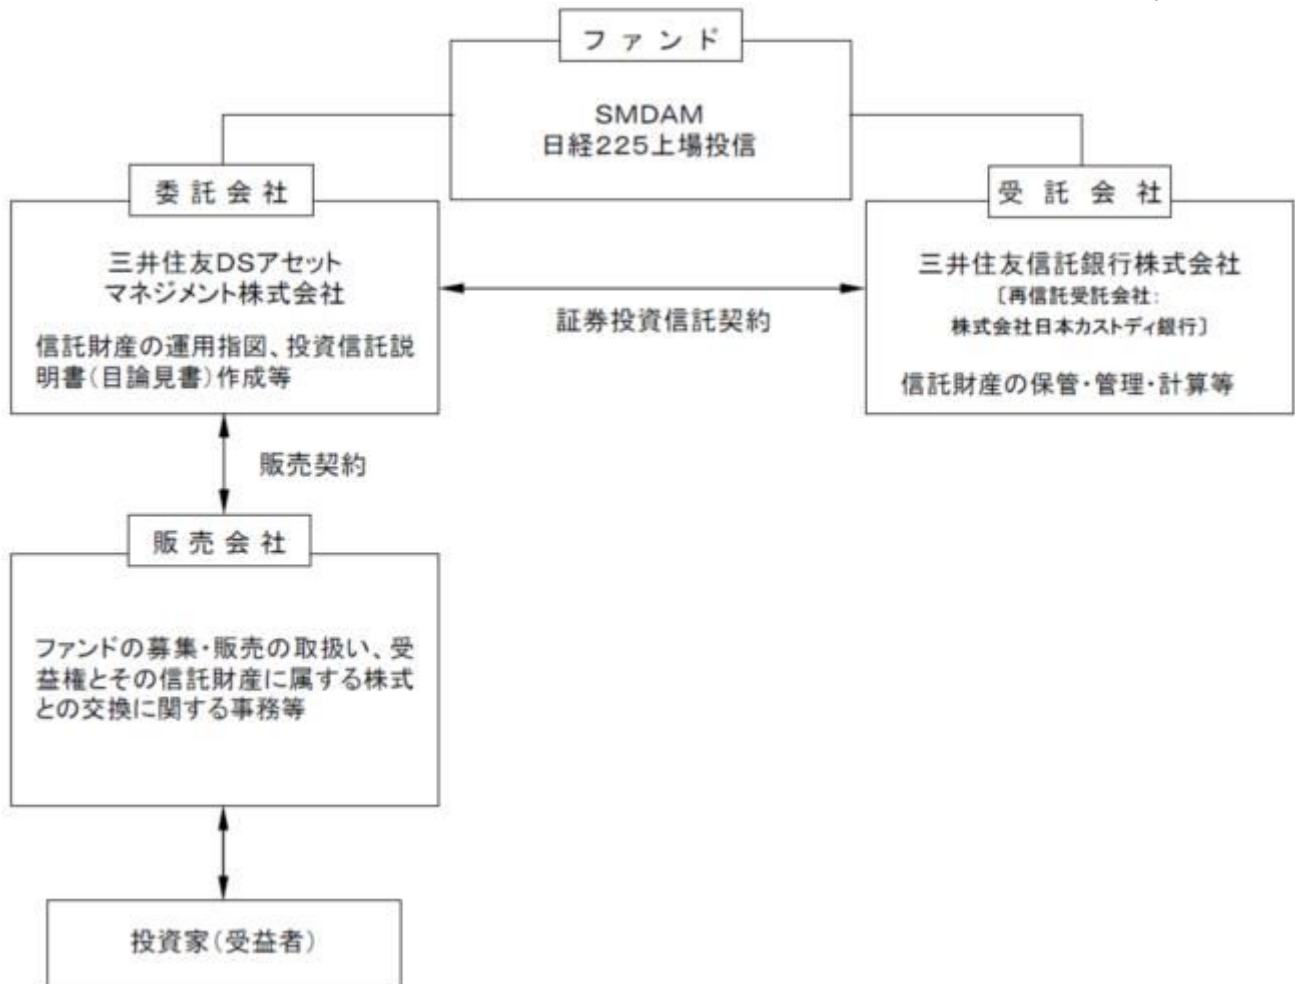 ファンド
SMDAM
日経225上場投信
委託会社
三井住友DSアセット
マネジメント株式会社
信託財産の運用指図、投資信託説
明書(目論見書)作成等
証券投資信託契約
受託会社
三井住友信託銀行株式会社
〔再信託受託会社:
株式会社日本カストディ銀行〕
信託財産の保管・管理・計算等
販売契約
販売会社
ファンドの募集・販売の取扱い、受
益権とその信託財産に属する株式
との交換に関する事務等
投資家(受益者)